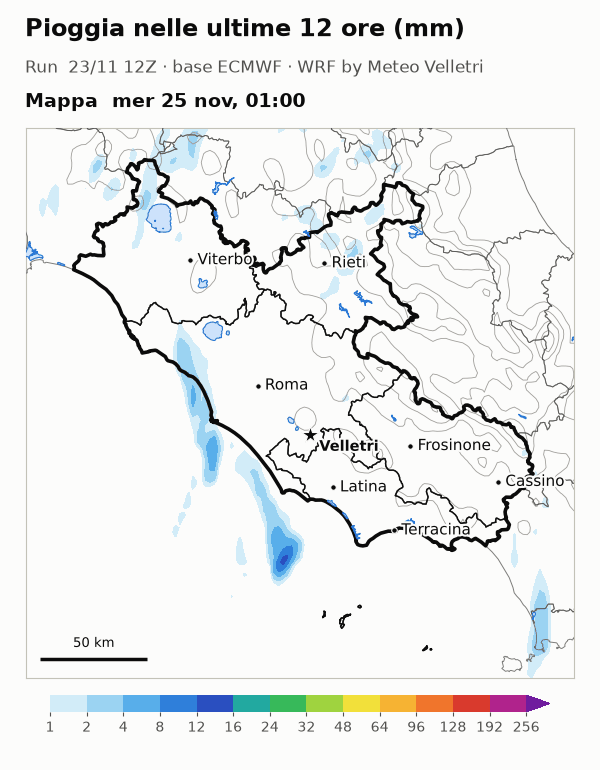 Pioggia nelle ultime 12 ore (mm)
Run 23/11 12Z · base ECMWF · WRF by Meteo Velletri
Mappa mer 25 nov, 01:00
Viterbo
Rieti
Roma
Velletri
Frosinone
Cassino
Latina
Terracina
50 km
1 2 4 8 12 16 24 32 48 64 96 128 192 256